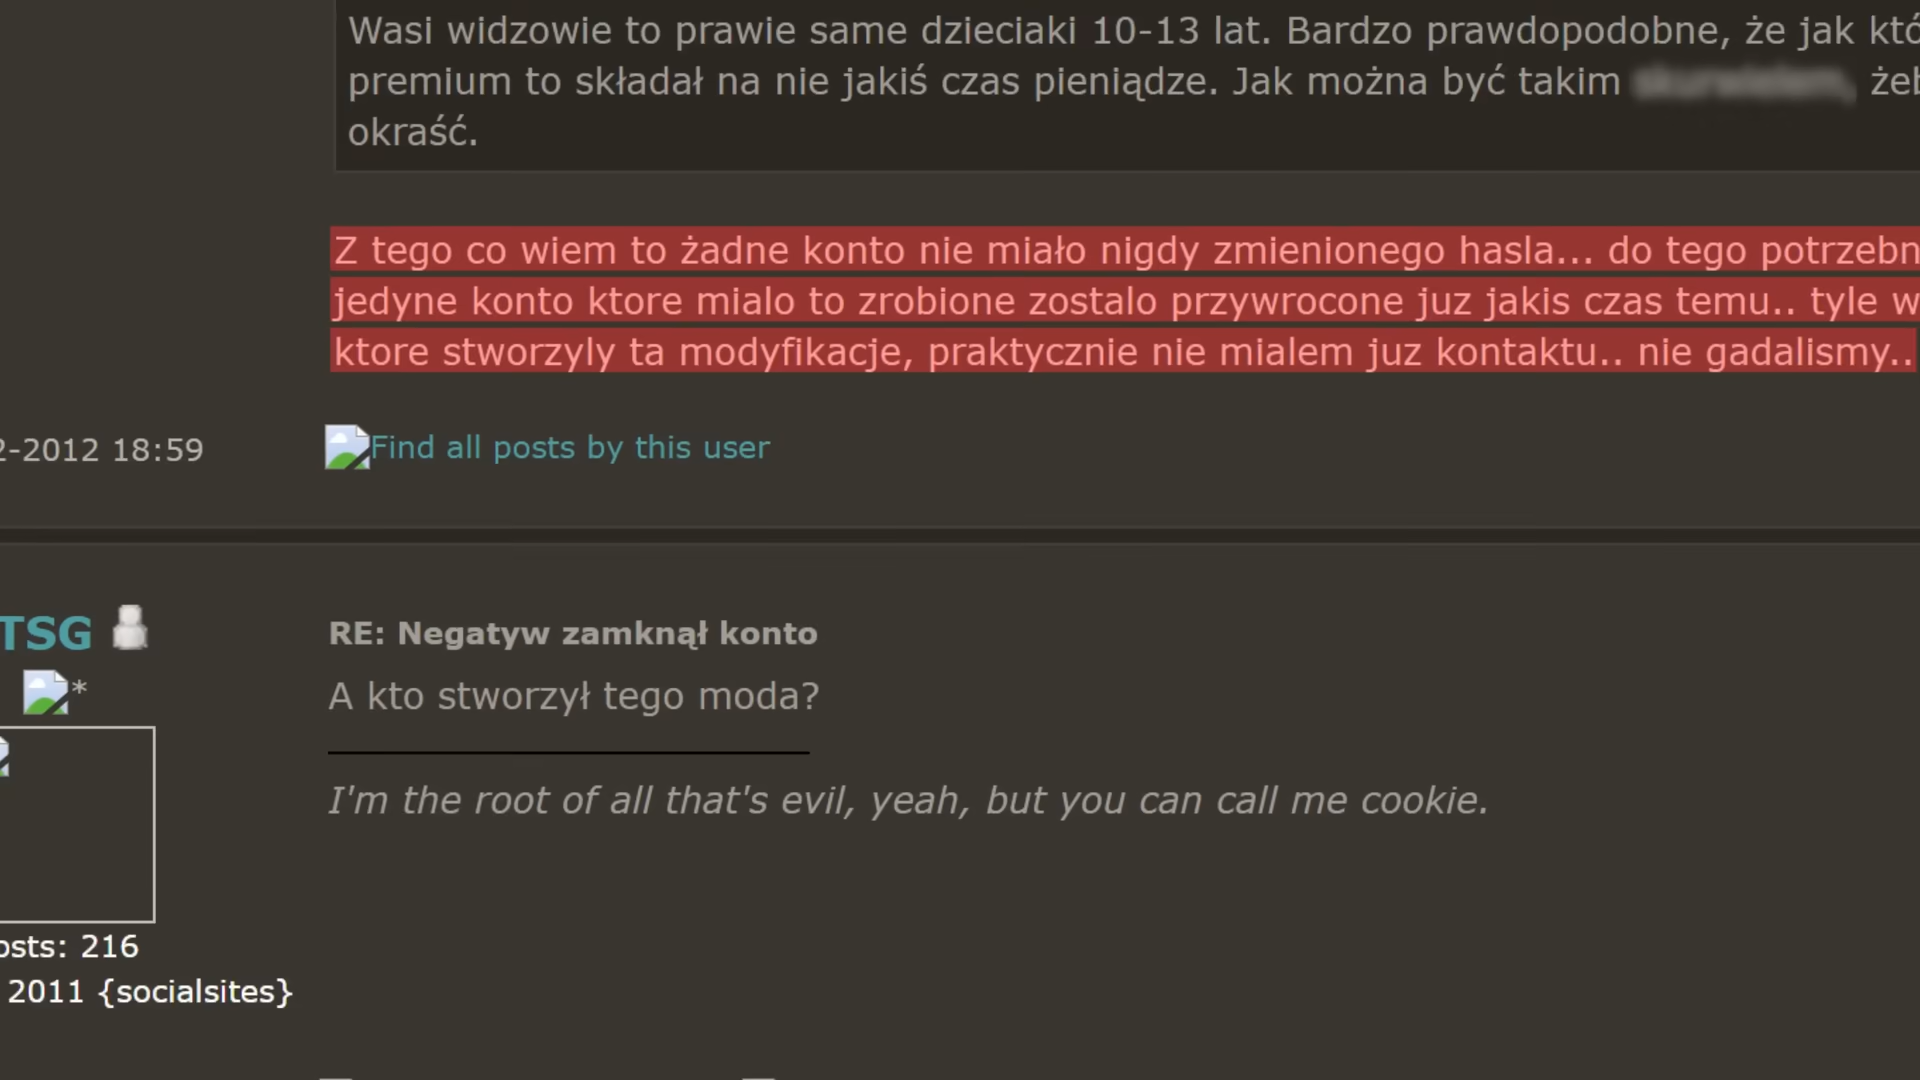 Wasi widzowie to prawie same dzieciaki 10-13 lat. Bardzo prawdopodobne, że jak
premium to składał na nie jakiś czas pieniądze. Jak można być takim
okraść.
Z tego co wiem to żadne konto nie miało nigdy zmienionego hasla... do tego
jedyne konto ktore mialo to zrobione zostalo przywrocone juz jakis czas temu.. tyle
ktore stworzyly ta modyfikacje, praktycznie nie mialem juz kontaktu.. nie gadalismy..
-2012 18:59
Find all posts by this user
TSG
*
RE: Negatyw zamknął konto
A kto stworzył tego moda?
I'm the root of all that's evil, yeah, but you can call me cookie.
osts: 216
2011 {socialsites}